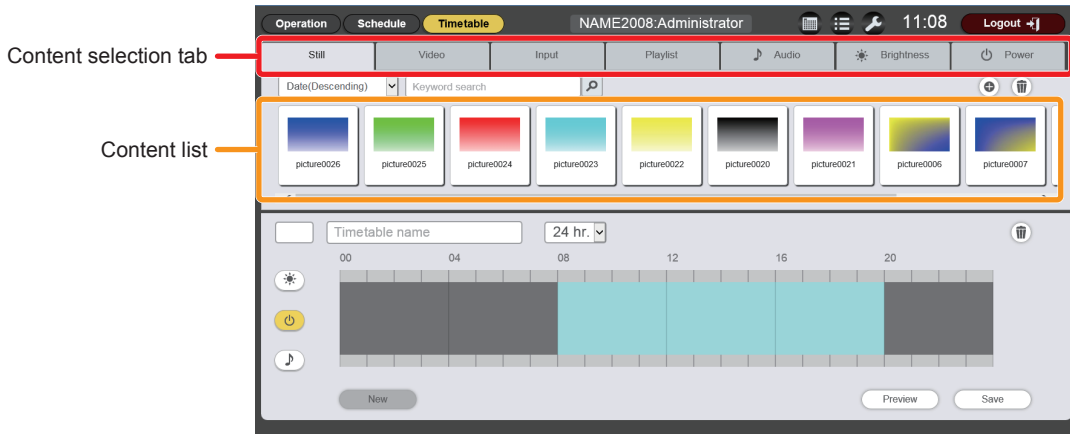 Operation Schedule Timetable NAME2008:Administrator 11:08 Logout
Content selection tab
Still Video Input Playlist Audio Brightness Power
Date(Descending) Keyword search
Content list
picture0026 picture0025 picture0024 picture0023 picture0022 picture0020 picture0021 picture0006 picture0007
Timetable name 24 hr.
00 04 08 12 16 20
New Preview Save